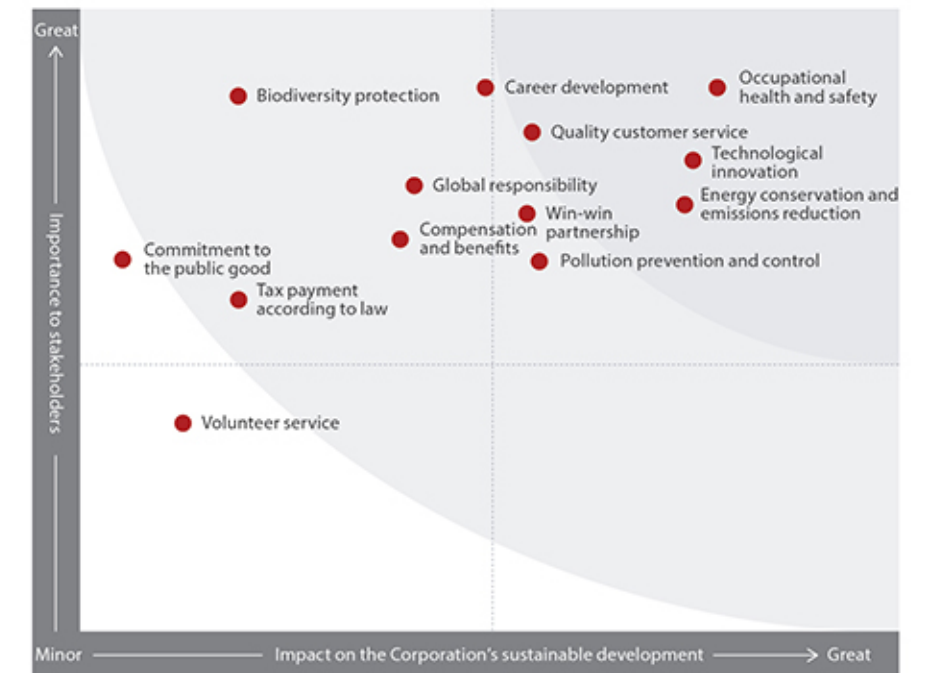 Great
Biodiversity protection
Career development
Occupational
health and safety
Quality customer service
Technological
innovation
Global responsibility
Energy conservation and
emissions reduction
Win-win
partnership
Compensation
and benefits
Commitment to
the public good
Pollution prevention and control
Tax payment
according to law
Importance to stakeholders
Volunteer service
Minor
Impact on the Corporation's sustainable development
Great